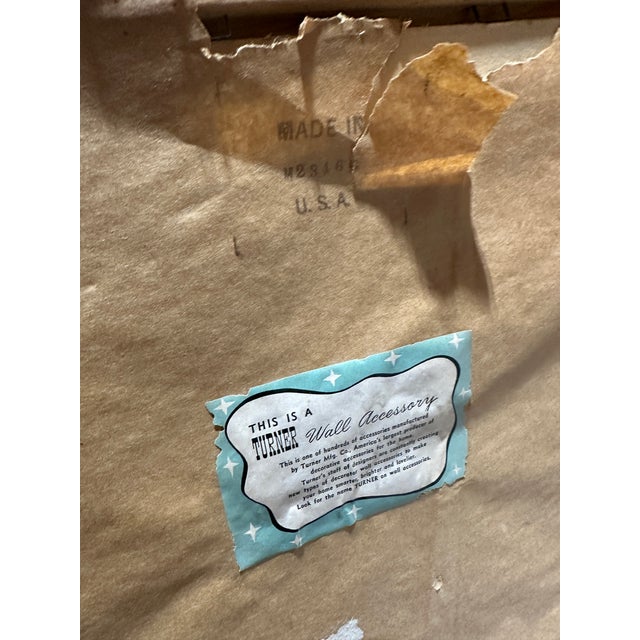 MADE IN
M23466
U.S.A.
THIS IS A
TURNER Wall Accessory
This is one of hundreds of accessories manufactured
by Turner Mfg. Co., America's largest producer of
decorative accessories for the home
Turner's staff of designers are constantly creating
new types of decorator wall accessories to make
your home smarter, brighter and lovelier.
Look for the name TURNER on wall accessories.